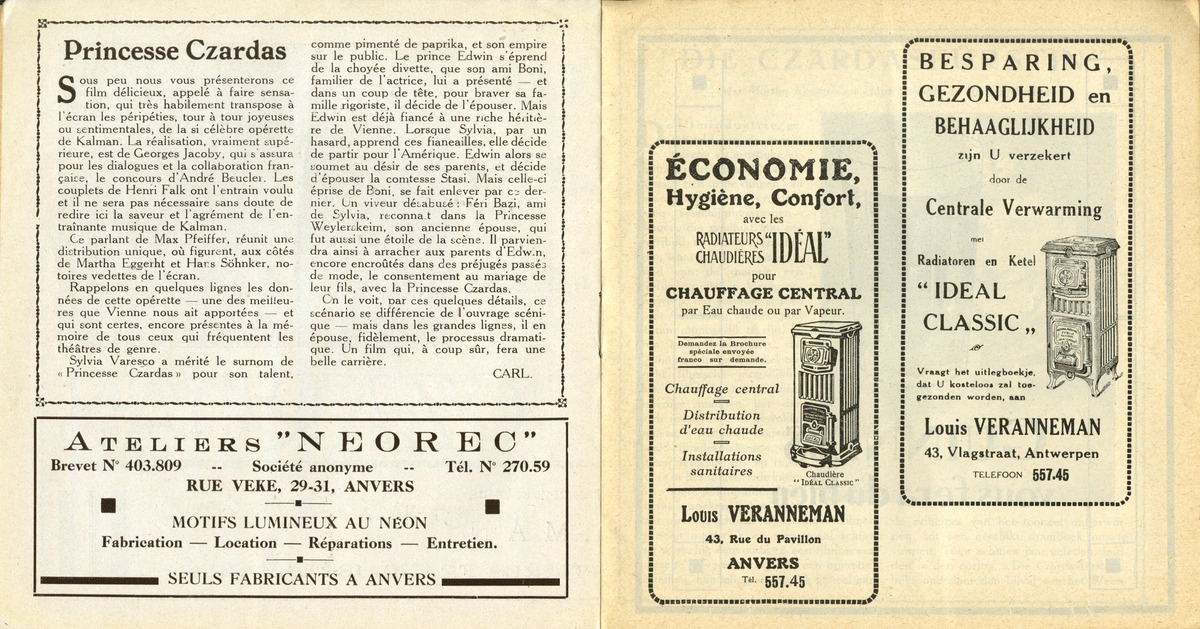 Princesse Czardas
Sous peu nous vous présenterons ce
film délicieux, appelé à faire sensa-
tion, qui très habilement transpose à
l'écran les péripéties, tour à tour joyeuses
ou sentimentales, de la si célèbre opérette
de Kalman. La réalisation, vraiment supé-
rieure, est de Georges Jacoby, qui s'assura
pour les dialogues et la collaboration fran-
çaise, le concours d'André Beucler. Les
couplets de Henri Falk ont l'entrain voulu
et il ne sera pas nécessaire sans doute de
redire ici la saveur et l'agrément de l'en-
traînante musique de Kalman.
Ce parlant de Max Pfeiffer, réunit une
distribution unique, où figurent, aux côtés
de Martha Eggerht et Hans Söhnker, no-
toires vedettes de l'écran.
Rappelons en quelques lignes les don-
nées de cette opérette — une des meilleu-
res que Vienne nous ait apportées — et
qui sont certes, encore présentes à la mé-
moire de tous ceux qui fréquentent les
théâtres de genre.
Sylvia Varesco a mérité le surnom de
« Princesse Czardas » pour son talent,
comme pimenté de paprika, et son empire
sur le public. Le prince Edwin s'éprend
de la choyée divette, que son ami Boni,
familier de l'actrice, lui a présenté — et
dans un coup de tête, pour braver sa fa-
mille rigoriste, il décide de l'épouser. Mais
Edwin est déjà fiancé à une riche héritiè-
re de Vienne. Lorsque Sylvia, par un
hasard, apprend ces fianeailles, elle décide
de partir pour l'Amérique. Edwin alors se
soumet au désir de ses parents, et décide
d'épouser la comtesse Stasi. Mais celle-ci
éprise de Boni, se fait enlever par ce der-
nier. Un viveur désabusé : Féri Bazi, ami
de Sylvia, reconnaît dans la Princesse
Weylerskeim, son ancienne épouse, qui
fut aussi une étoile de la scène. Il parvien-
dra ainsi à arracher aux parents d'Edwin,
encore encroûtés dans des préjugés passés
de mode, le consentement au mariage de
leur fils, avec la Princesse Czardas.
On le voit, par ces quelques détails, ce
scénario se différencie de l'ouvrage scéni-
que — mais dans les grandes lignes, il en
épouse, fidèlement, le processus dramati-
que. Un film qui, à coup sûr, fera une
belle carrière.
CARL.
ATELIERS "NEOREC"
Brevet N° 403.809 -- Société anonyme -- Tél. N° 270.59
RUE VEKE, 29-31, ANVERS
MOTIFS LUMINEUX AU NÉON
Fabrication — Location — Réparations — Entretien.
SEULS FABRICANTS A ANVERS
ÉCONOMIE,
Hygiène, Confort,
avec les
RADIATEURS "IDÉAL"
CHAUDIÈRES
pour
CHAUFFAGE CENTRAL
par Eau chaude ou par Vapeur.
Demandez la Brochure
spéciale envoyée
franco sur demande.
Chauffage central
Distribution
d'eau chaude
Installations
sanitaires
Chaudière
"IDÉAL CLASSIC"
LOUIS VERANNEMAN
43, Rue du Pavillon
ANVERS
Tél. 557.45
BESPARING,
GEZONDHEID en
BEHAAGLIJKHEID
zijn U verzekert
door de
Centrale Verwarming
met
Radiatoren en Ketel
" IDEAL
CLASSIC „
Vraagt het uitlegboekje,
dat U kosteloos zal toe-
gezonden worden, aan
Louis VERANNEMAN
43, Vlagstraat, Antwerpen
TELEFOON 557.45